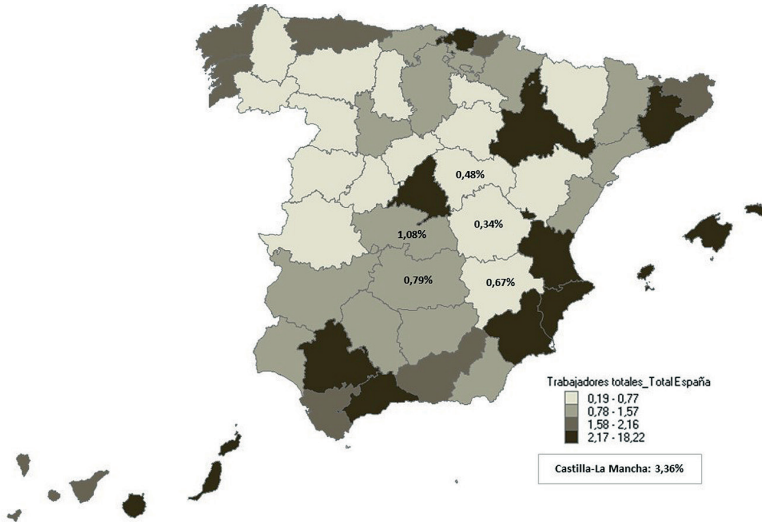 0,48%
0,34%
1,08%
0,79%
0,67%
Trabajadores totales_Total España
0,19 - 0,77
0,78 - 1,57
1,58 - 2,16
2,17 - 18,22
Castilla-La Mancha: 3,36%